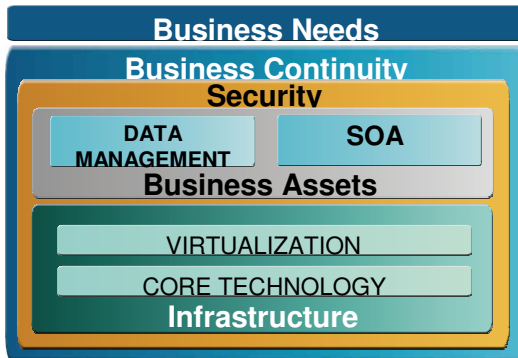 Business Needs
Business Continuity
Security
DATA
MANAGEMENT
SOA
Business Assets
VIRTUALIZATION
CORE TECHNOLOGY
Infrastructure